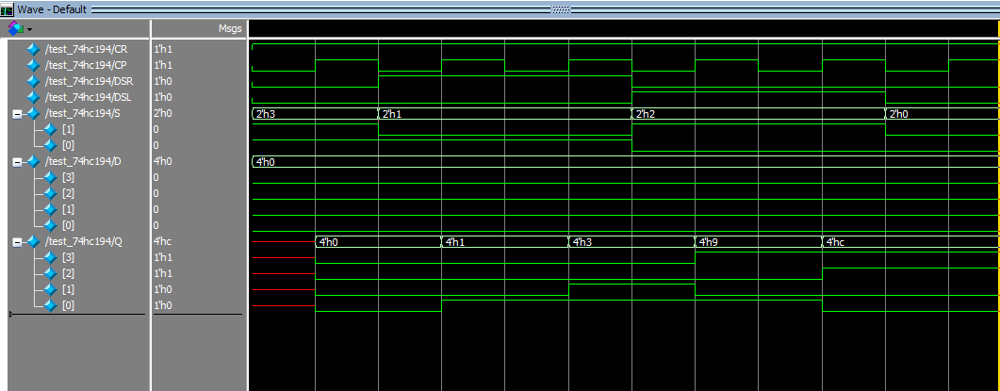 Wave - Default
Msgs
/test_74hc194/CR 1'h1
/test_74hc194/CP 1'h1
/test_74hc194/DSR 1'h0
/test_74hc194/DSL 1'h0
/test_74hc194/S 2'h0 2'h3 2'h1 2'h2 2'h0
[1] 0
[0] 0
/test_74hc194/D 4'h0 4'h0
[3] 0
[2] 0
[1] 0
[0] 0
/test_74hc194/Q 4'hc 4'h0 4'h1 4'h3 4'h9 4'hc
[3] 1'h1
[2] 1'h1
[1] 1'h0
[0] 1'h0